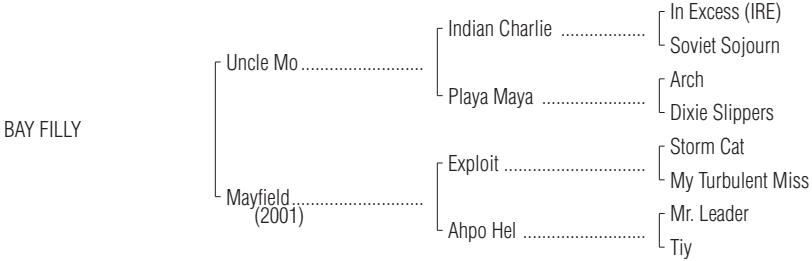 In Excess (IRE)
Indian Charlie ...................
Soviet Sojourn
Uncle Mo ..........................
Arch
Playa Maya ......................
Dixie Slippers
BAY FILLY
Storm Cat
Exploit ..............................
My Turbulent Miss
Mayfield ............................
(2001)
Mr. Leader
Ahpo Hel ..........................
Tiy